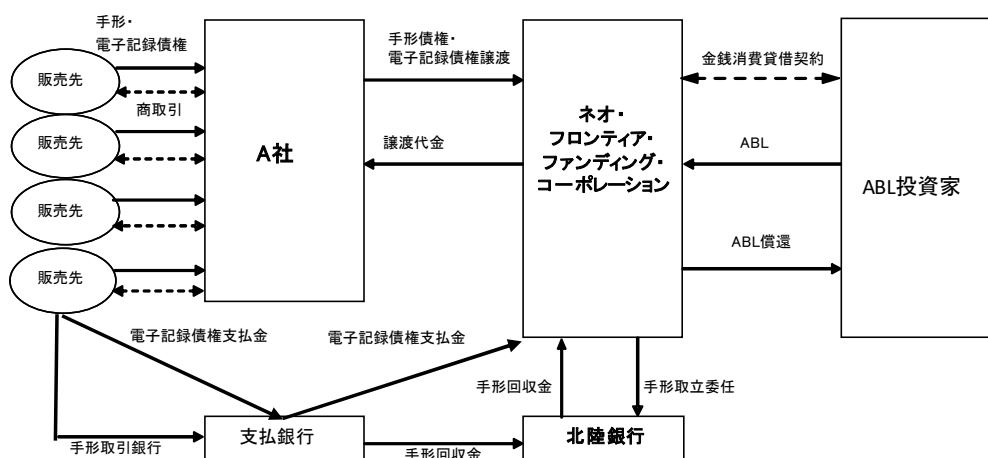 手形・
電子記録債権
手形債権・
電子記録債権譲渡
金銭消費貸借契約
販売先
商取引
販売先
販売先
販売先
A社
譲渡代金
ネオ・
フロンティア・
ファンディング・
コーポレーション
ABL
ABL投資家
ABL償還
電子記録債権支払金
電子記録債権支払金
手形回収金
手形取立委任
手形取引銀行
支払銀行
手形回収金
北陸銀行